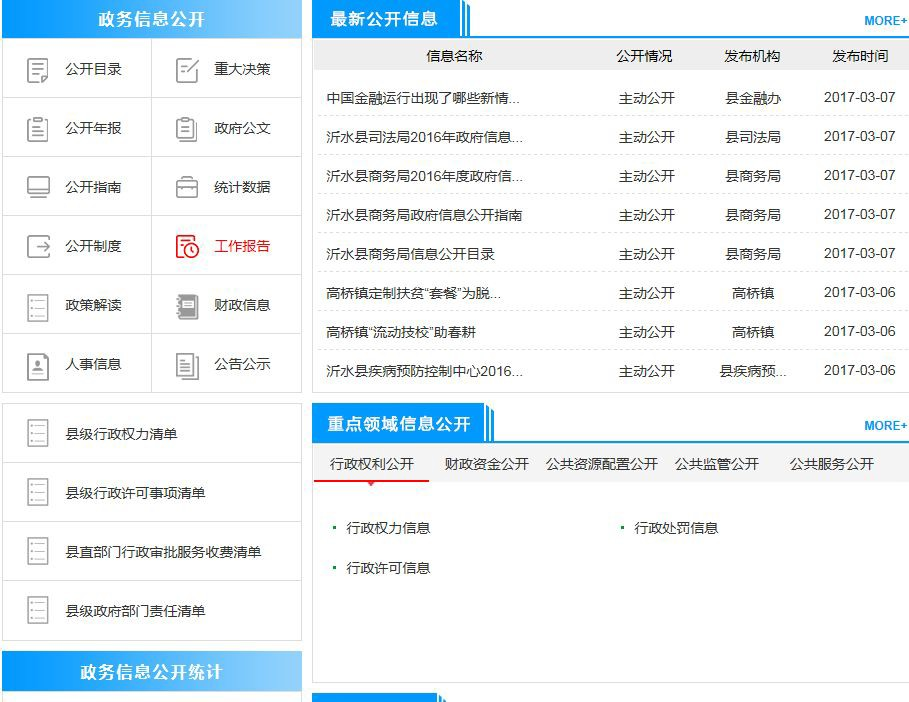 政务信息公开
公开目录 重大决策
公开年报 政府公文
公开指南 统计数据
公开制度 工作报告
政策解读 财政信息
人事信息 公告公示
县级行政权力清单
县级行政许可事项清单
县直部门行政审批服务收费清单
县级政府部门责任清单
政务信息公开统计
最新公开信息 MORE+
信息名称 公开情况 发布机构 发布时间
中国金融运行出现了哪些新情... 主动公开 县金融办 2017-03-07
沂水县司法局2016年政府信息... 主动公开 县司法局 2017-03-07
沂水县商务局2016年度政府信... 主动公开 县商务局 2017-03-07
沂水县商务局政府信息公开指南 主动公开 县商务局 2017-03-07
沂水县商务局信息公开目录 主动公开 县商务局 2017-03-07
高桥镇定制扶贫“套餐”为脱... 主动公开 高桥镇 2017-03-06
高桥镇“流动技校”助春耕 主动公开 高桥镇 2017-03-06
沂水县疾病预防控制中心2016... 主动公开 县疾病预... 2017-03-06
重点领域信息公开 MORE+
行政权利公开 财政资金公开 公共资源配置公开 公共监管公开 公共服务公开
行政权力信息 行政处罚信息
行政许可信息